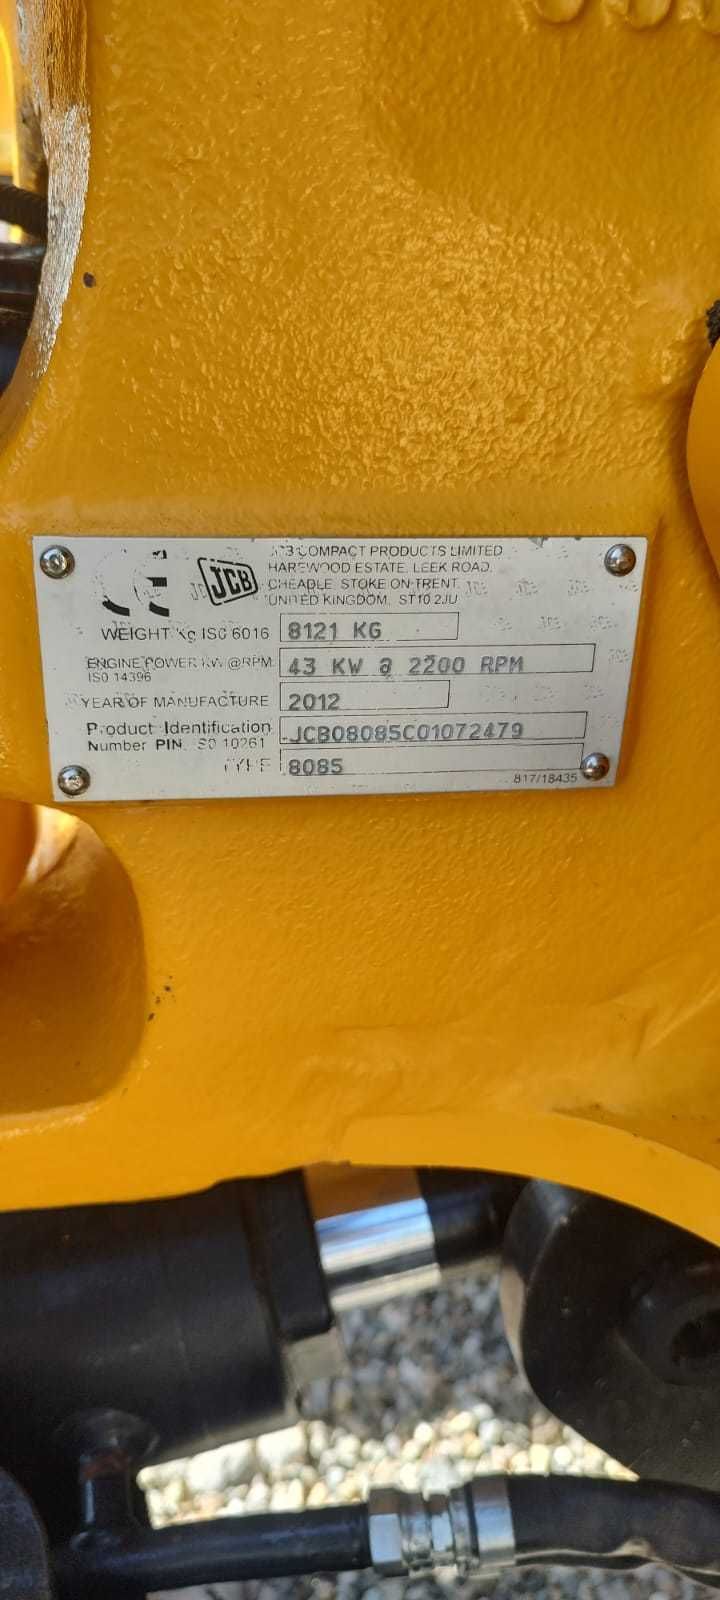 CE
JCB
JCB COMPACT PRODUCTS LIMITED
HAREWOOD ESTATE, LEEK ROAD,
CHEADLE, STOKE ON TRENT,
UNITED KINGDOM, ST10 2JU
WEIGHT Kg ISO 6016 8121 KG
ENGINE POWER KW @RPM 43 KW @ 2200 RPM
ISO 14396
YEAR OF MANUFACTURE 2012
Product Identification JCB08085C01072479
Number PIN, ISO 10261
TYPE 8085
817/18435